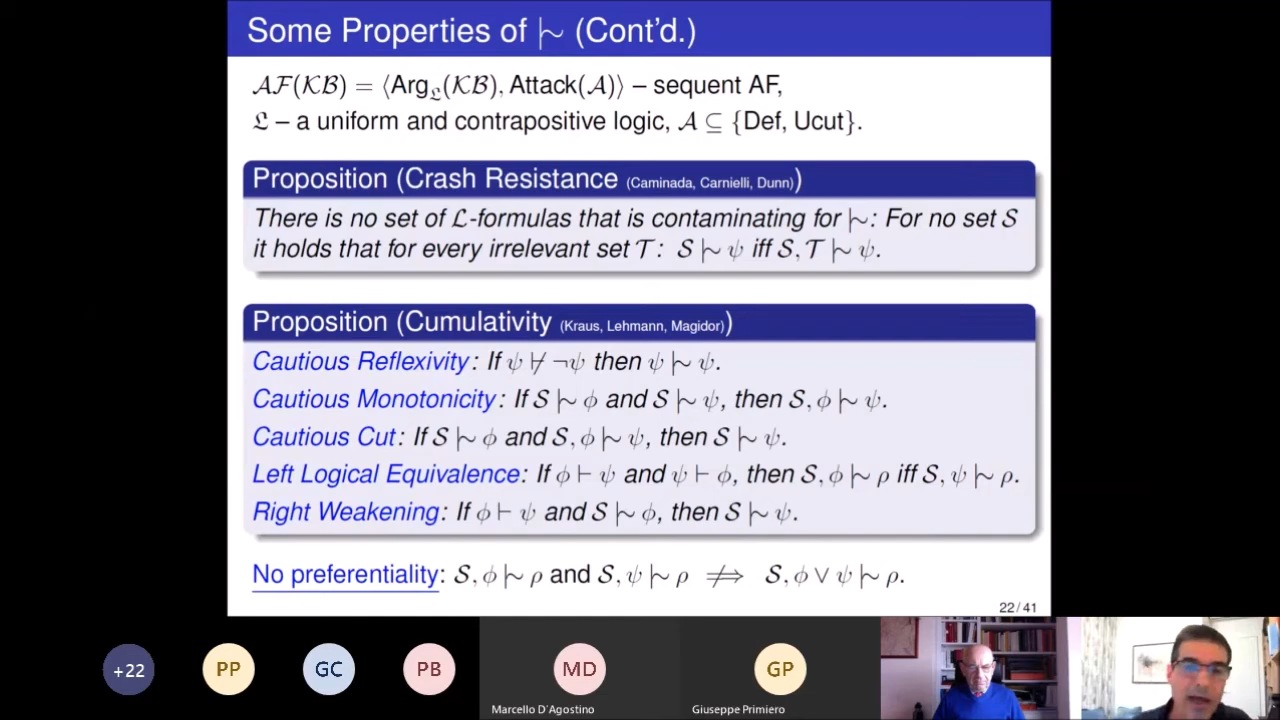 Some Properties of |∼ (Cont'd.)
𝒜ℱ(𝒦ℬ) = ⟨Arg_𝔏(𝒦ℬ), Attack(𝒜)⟩ – sequent AF,
𝔏 – a uniform and contrapositive logic, 𝒜 ⊆ {Def, Ucut}.
Proposition (Crash Resistance (Caminada, Carnielli, Dunn))
There is no set of ℒ-formulas that is contaminating for |∼: For no set 𝒮
it holds that for every irrelevant set 𝒯: 𝒮 |∼ ψ iff 𝒮, 𝒯 |∼ ψ.
Proposition (Cumulativity (Kraus, Lehmann, Magidor))
Cautious Reflexivity: If ψ ⊬ ¬ψ then ψ |∼ ψ.
Cautious Monotonicity: If 𝒮 |∼ ϕ and 𝒮 |∼ ψ, then 𝒮, ϕ |∼ ψ.
Cautious Cut: If 𝒮 |∼ ϕ and 𝒮, ϕ |∼ ψ, then 𝒮 |∼ ψ.
Left Logical Equivalence: If ϕ ⊢ ψ and ψ ⊢ ϕ, then 𝒮, ϕ |∼ ρ iff 𝒮, ψ |∼ ρ.
Right Weakening: If ϕ ⊢ ψ and 𝒮 |∼ ϕ, then 𝒮 |∼ ψ.
No preferentiality: 𝒮, ϕ |∼ ρ and 𝒮, ψ |∼ ρ ⇏ 𝒮, ϕ ∨ ψ |∼ ρ.
22 / 41
+22
PP
GC
PB
MD
GP
Marcello D'Agostino
Giuseppe Primiero